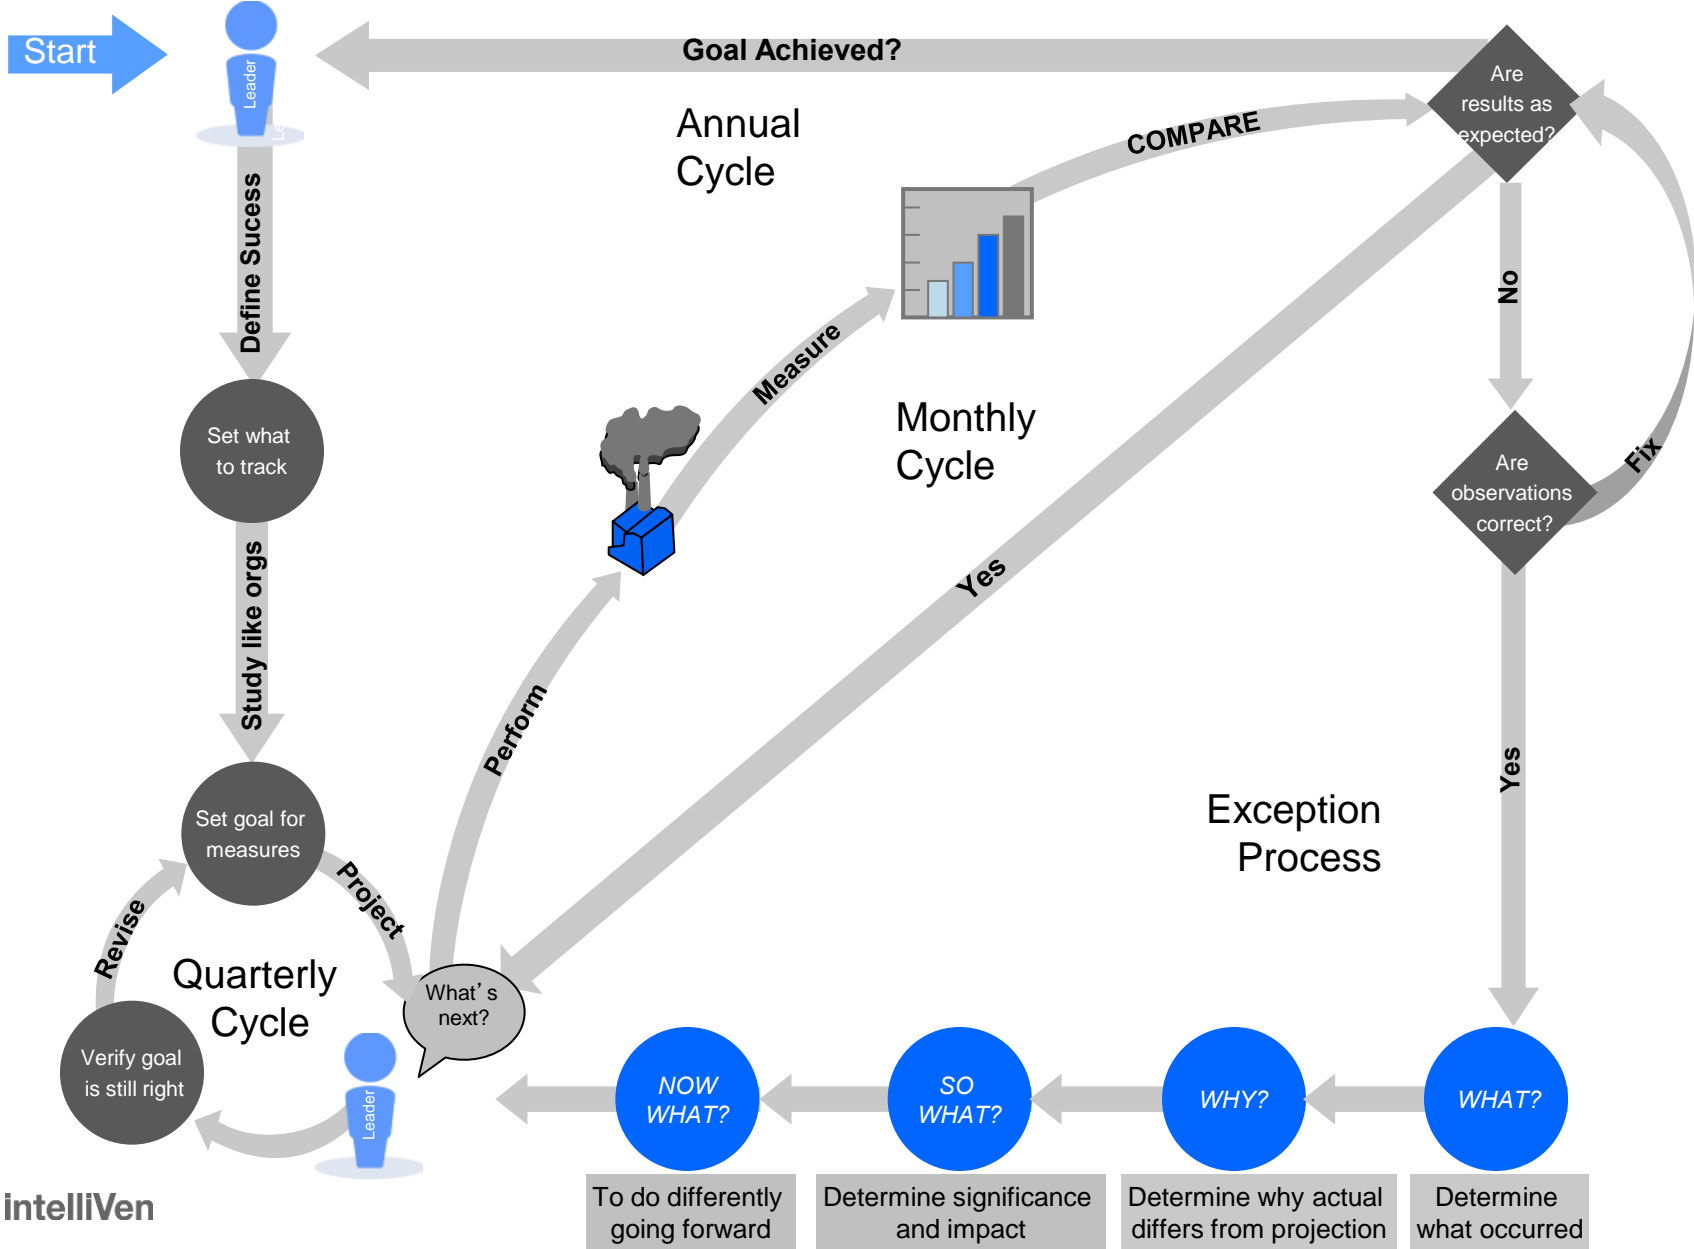 Start
Leader
Le
Goal Achieved?
Are
results as
expected?
Annual
Cycle
COMPARE
Define Sucess
No
Measure
Monthly
Cycle
Set what
to track
Are
observations
correct?
Fix
Yes
Study like orgs
Perform
Yes
Exception
Process
Set goal for
measures
Project
Revise
Quarterly
Cycle
What’s
next?
Verify goal
is still right
Leader
NOW
WHAT?
SO
WHAT?
WHY?
WHAT?
To do differently
going forward
Determine significance
and impact
Determine why actual
differs from projection
Determine
what occurred
intelliVen